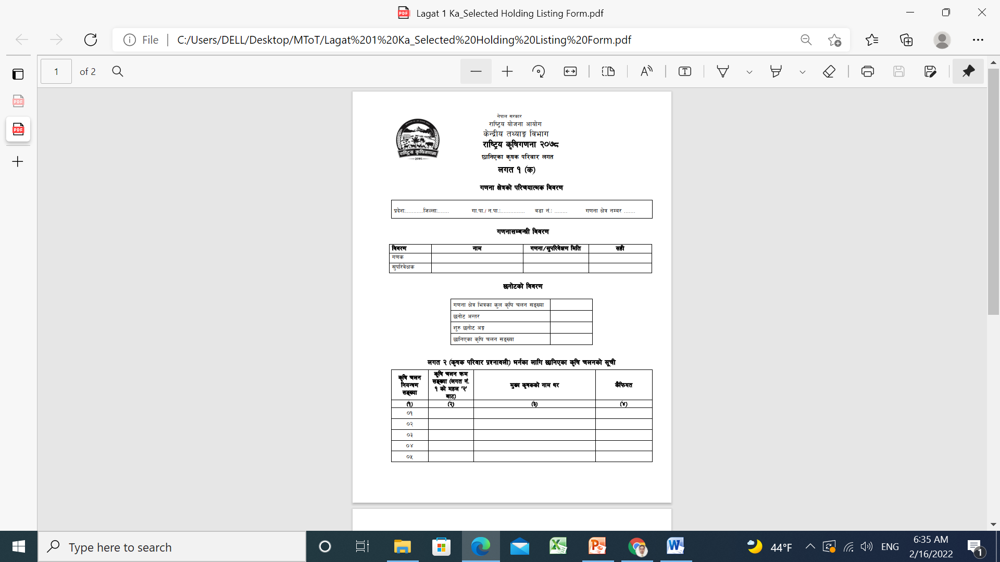 Lagat 1 Ka_Selected Holding Listing Form.pdf
File
C:/Users/DELL/Desktop/MToT/Lagat%201%20Ka_Selected%20Holding%20Listing%20Form.pdf
1 of 2
नेपाल सरकार
राष्ट्रिय योजना आयोग
केन्द्रीय तथ्याङ्क विभाग
राष्ट्रिय कृषिगणना २०७८
छानिएका कृषक परिवार लगत
लगत १ (क)
राष्ट्रिय कृषिगणना
२०७८
गणना क्षेत्रको परिचयात्मक विवरण
प्रदेशः...........जिल्लाः....... गा.पा./ न.पा.:............... वडा नं.: ........ गणना क्षेत्र नम्बर .......
गणनासम्बन्धी विवरण
विवरण नाम गणना/सुपरिवेक्षण मिति सही
गणक
सुपरिवेक्षक
छनोटको विवरण
गणना क्षेत्र भित्रका कुल कृषि चलन सङ्ख्या
छनोट अन्तर
शुरु छनोट अङ्क
छानिएका कृषि चलन सङ्ख्या
लगत २ (कृषक परिवार प्रश्नावली) भर्नका लागि छानिएका कृषि चलनको सूची
कृषि चलन नियन्त्रण सङ्ख्या
कृषि चलन क्रम सङ्ख्या (लगत नं. १ को महल ‘२’ बाट)
मुख्य कृषकको नाम थर
कैफियत
(१) (२) (३) (४)
०१
०२
०३
०४
०५
Type here to search
44°F
ENG
6:35 AM
2/16/2022
1